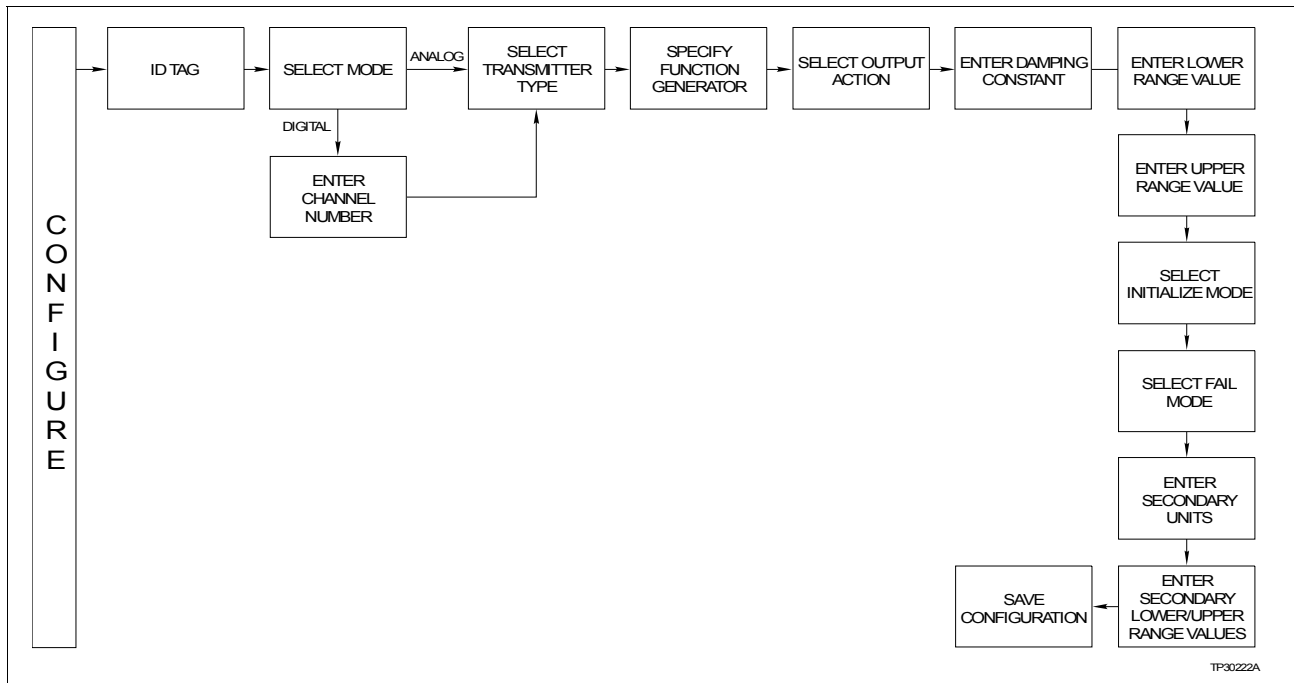 CONFIGURE
ID TAG
SELECT MODE
ANALOG
DIGITAL
ENTER
CHANNEL
NUMBER
SELECT
TRANSMITTER
TYPE
SPECIFY
FUNCTION
GENERATOR
SELECT OUTPUT
ACTION
ENTER DAMPING
CONSTANT
ENTER LOWER
RANGE VALUE
ENTER UPPER
RANGE VALUE
SELECT
INITIALIZE MODE
SELECT FAIL
MODE
ENTER
SECONDARY
UNITS
ENTER
SECONDARY
LOWER/UPPER
RANGE VALUES
SAVE
CONFIGURATION
TP30222A